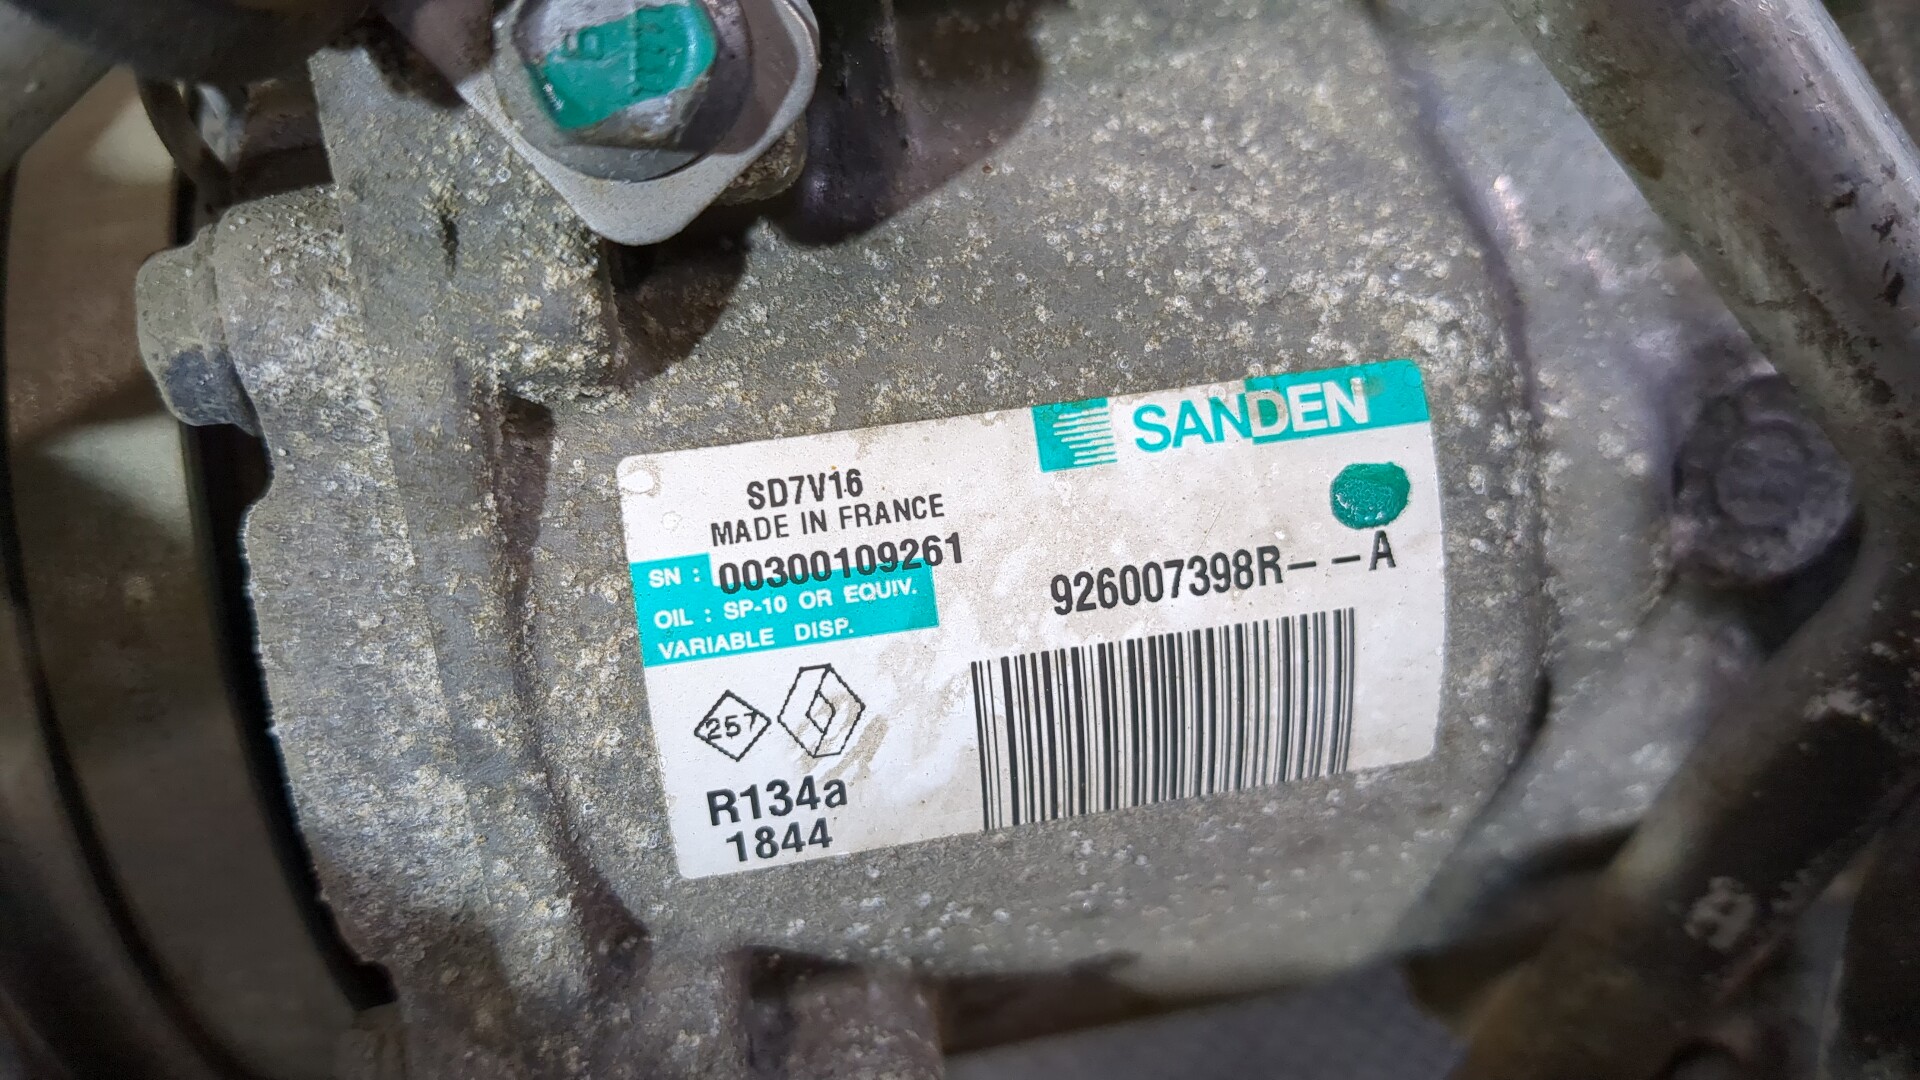 SANDEN
SD7V16
MADE IN FRANCE
SN : 00300109261
OIL : SP-10 OR EQUIV.
VARIABLE DISP.
926007398R--A
257
R134a
1844